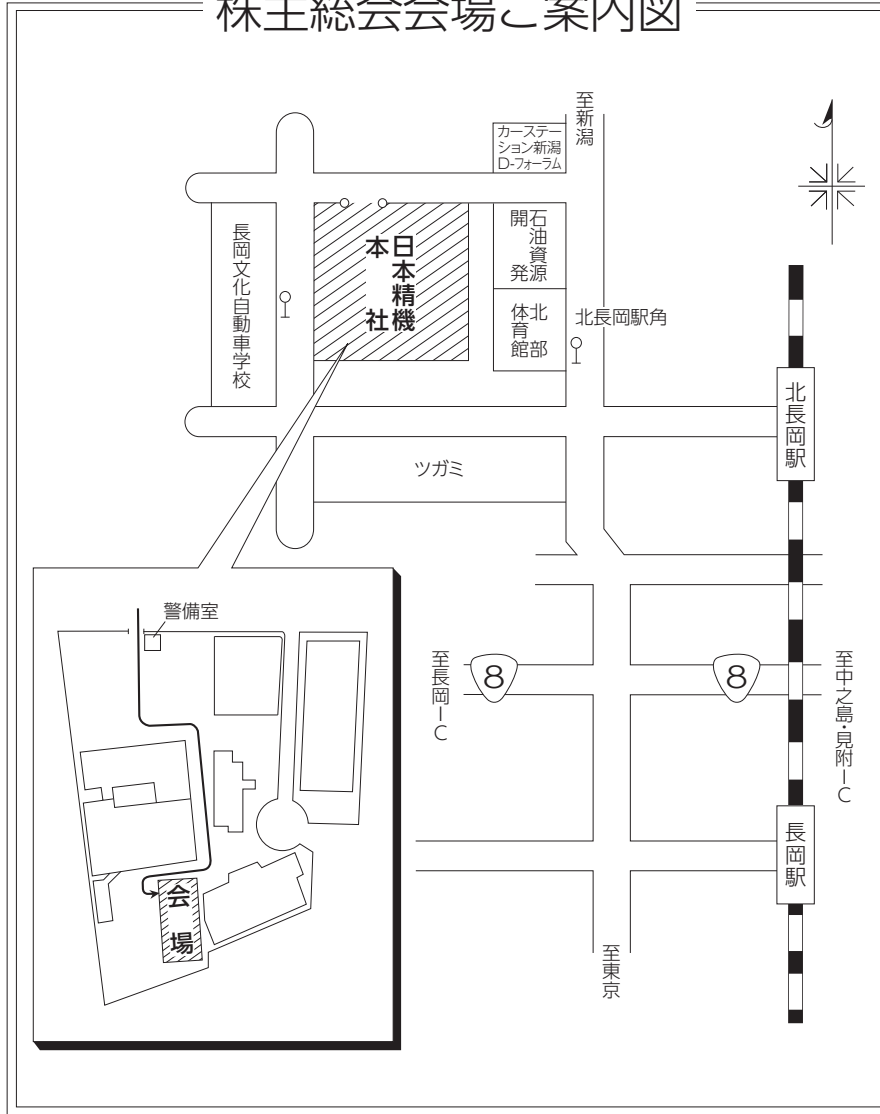 株主総会会場ご案内図
至新潟
カーステー
ション新潟
D-フォーラム
石油資源
開発
日本精機
本社
長岡文化自動車学校
北部
体育館
北長岡駅角
北長岡駅
ツガミ
警備室
至長岡IC
8
8
至中之島・見附IC
長岡駅
会場
至東京